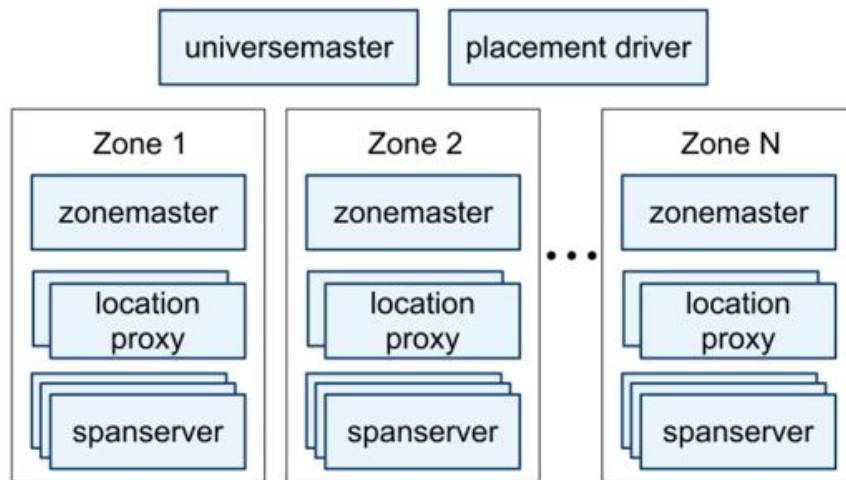 universemaster
placement driver
Zone 1
zonemaster
location
proxy
spanserver
Zone 2
zonemaster
location
proxy
spanserver
...
Zone N
zonemaster
location
proxy
spanserver